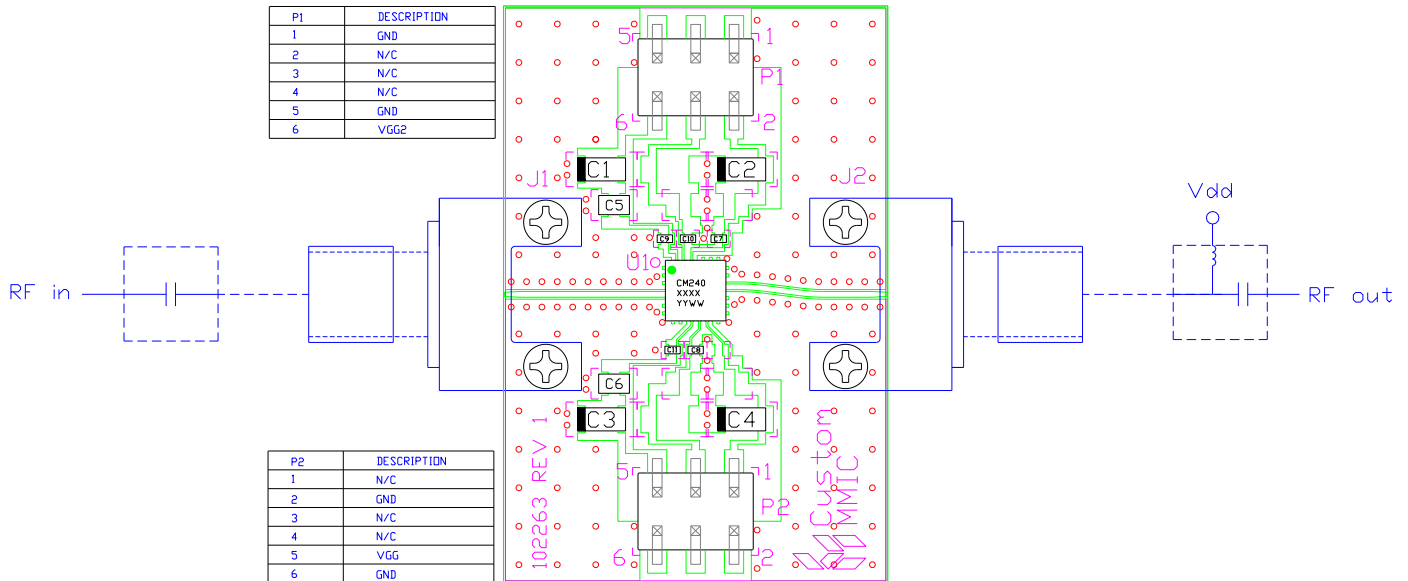 P1 DESCRIPTION
1 GND
2 N/C
3 N/C
4 N/C
5 GND
6 VGG2
5 1
P1
6 2
C1 C2
J1 J2
C5
C9 C10 C7
U1
CM240
XXXX
YYWW
RF in
Vdd
RF out
C11 C8
C6
C3 C4
102263 REV 1
Custom
MMIC
P2 DESCRIPTION
1 N/C
2 GND
3 N/C
4 N/C
5 VGG
6 GND
5 1
P2
6 2